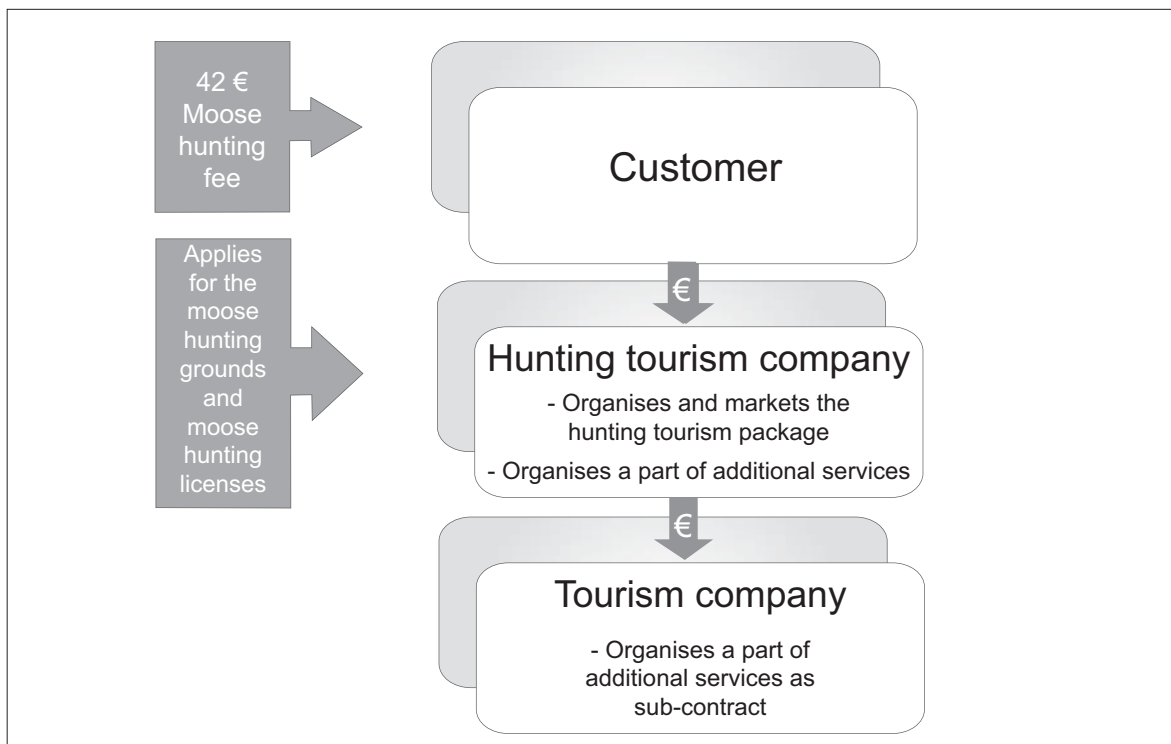 42 €
Moose
hunting
fee
Customer
Applies
for the
moose
hunting
grounds
and
moose
hunting
licenses
€
Hunting tourism company
- Organises and markets the
hunting tourism package
- Organises a part of additional services
€
Tourism company
- Organises a part of
additional services as
sub-contract